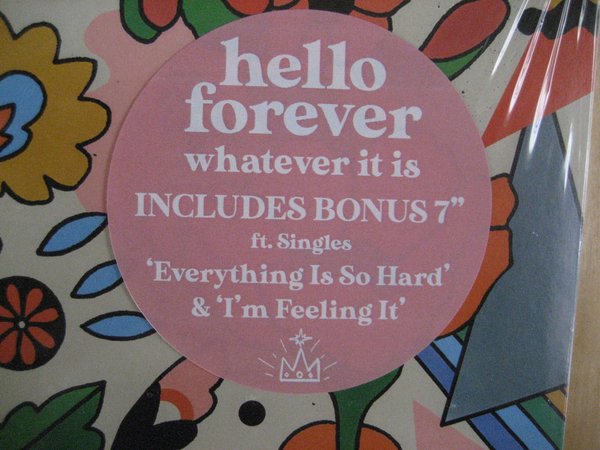 hello
forever
whatever it is
INCLUDES BONUS 7”
ft. Singles
‘Everything Is So Hard’
& ‘I’m Feeling It’